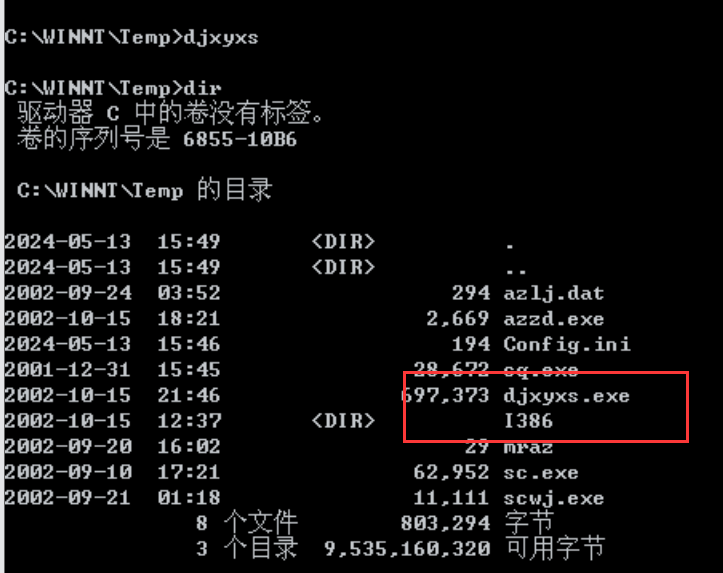 C:\WINNT\Temp>djxyxs
C:\WINNT\Temp>dir
驱动器 C 中的卷没有标签。
卷的序列号是 6855-10B6
C:\WINNT\Temp 的目录
2024-05-13 15:49 <DIR> .
2024-05-13 15:49 <DIR> ..
2002-09-24 03:52 294 azlj.dat
2002-10-15 18:21 2,669 azzd.exe
2024-05-13 15:46 194 Config.ini
2001-12-31 15:45 28,672 sq.exe
2002-10-15 21:46 697,373 djxyxs.exe
2002-10-15 12:37 <DIR> I386
2002-09-20 16:02 29 mraz
2002-09-10 17:21 62,952 sc.exe
2002-09-21 01:18 11,111 scwj.exe
8 个文件 803,294 字节
3 个目录 9,535,160,320 可用字节